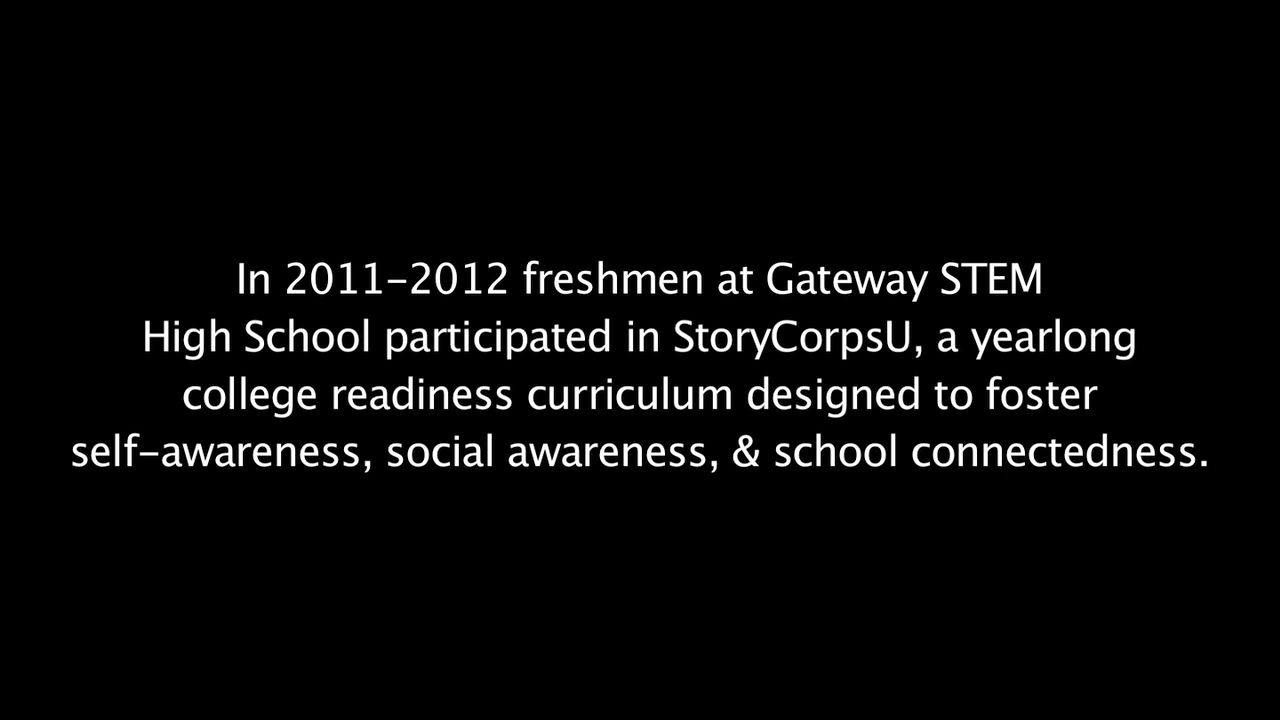 In 2011–2012 freshmen at Gateway STEM
High School participated in StoryCorpsU, a yearlong
college readiness curriculum designed to foster
self–awareness, social awareness, & school connectedness.